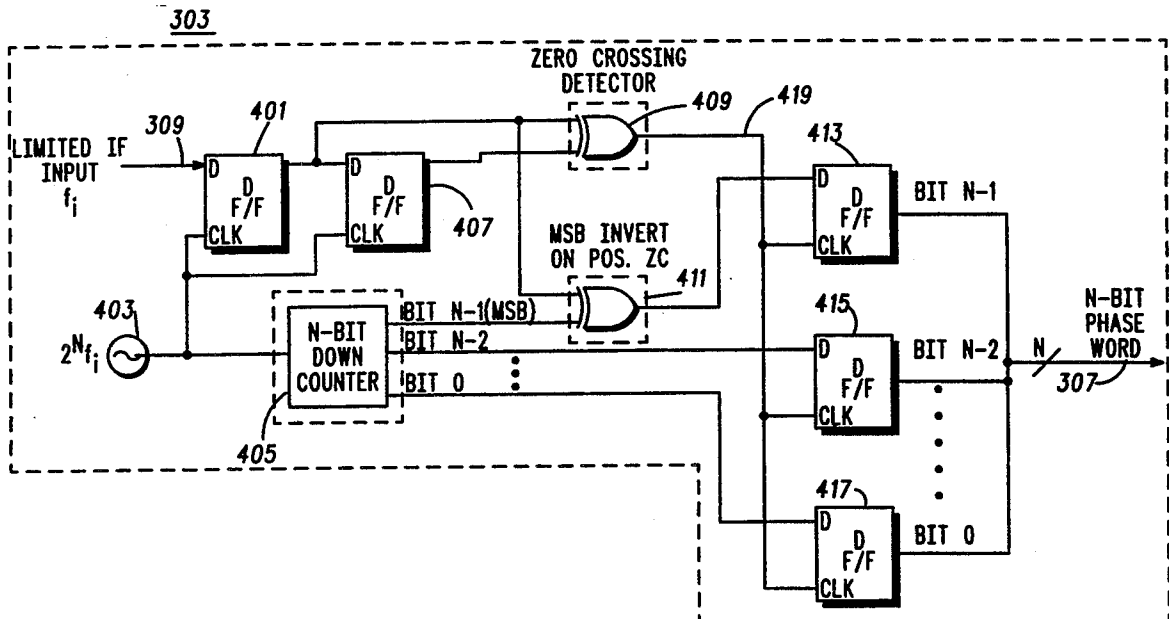 303
ZERO CROSSING
DETECTOR
409
419
401
309
LIMITED IF
INPUT
fi
D
D
F/F
CLK
D
D
F/F
CLK
407
413
D
D
F/F
CLK
BIT N-1
MSB INVERT
ON POS. ZC
411
403
2^N fi
N-BIT
DOWN
COUNTER
405
BIT N-1(MSB)
BIT N-2
BIT 0
415
D
D
F/F
CLK
BIT N-2
N-BIT
PHASE
WORD
N
307
417
D
D
F/F
CLK
BIT 0